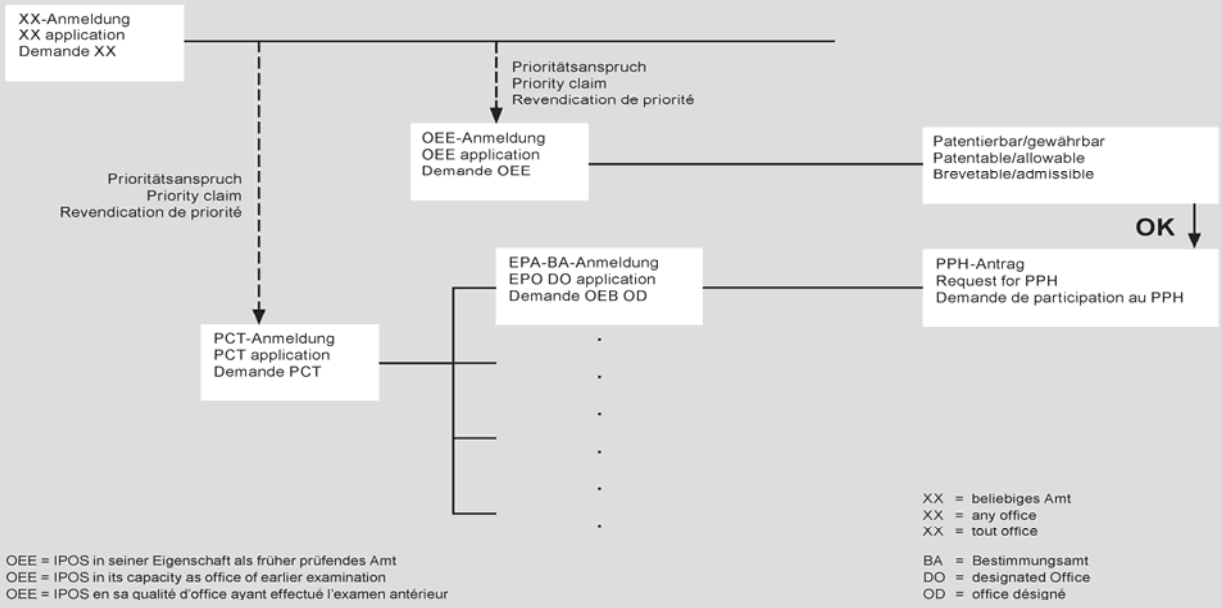 XX-Anmeldung
XX application
Demande XX
Prioritätsanspruch
Priority claim
Revendication de priorité
OEE-Anmeldung
OEE application
Demande OEE
Patentierbar/gewährbar
Patentable/allowable
Brevetable/admissible
Prioritätsanspruch
Priority claim
Revendication de priorité
OK
EPA-BA-Anmeldung
EPO DO application
Demande OEB OD
PPH-Antrag
Request for PPH
Demande de participation au PPH
PCT-Anmeldung
PCT application
Demande PCT
XX = beliebiges Amt
XX = any office
XX = tout office
OEE = IPOS in seiner Eigenschaft als früher prüfendes Amt
OEE = IPOS in its capacity as office of earlier examination
OEE = IPOS en sa qualité d'office ayant effectué l'examen antérieur
BA = Bestimmungsamt
DO = designated Office
OD = office désigné